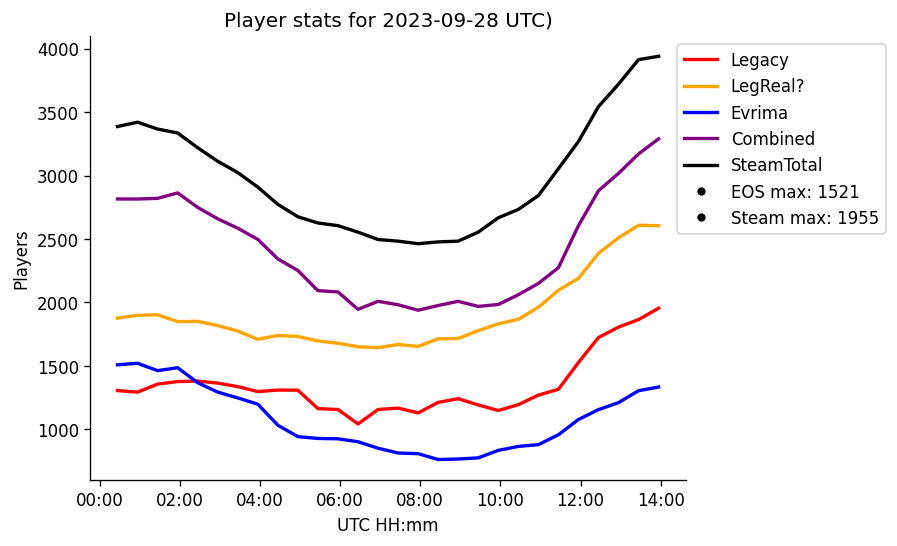 Player stats for 2023-09-28 UTC)
4000
3500
3000
2500
2000
1500
1000
Players
00:00 02:00 04:00 06:00 08:00 10:00 12:00 14:00
UTC HH:mm
Legacy
LegReal?
Evrima
Combined
SteamTotal
EOS max: 1521
Steam max: 1955